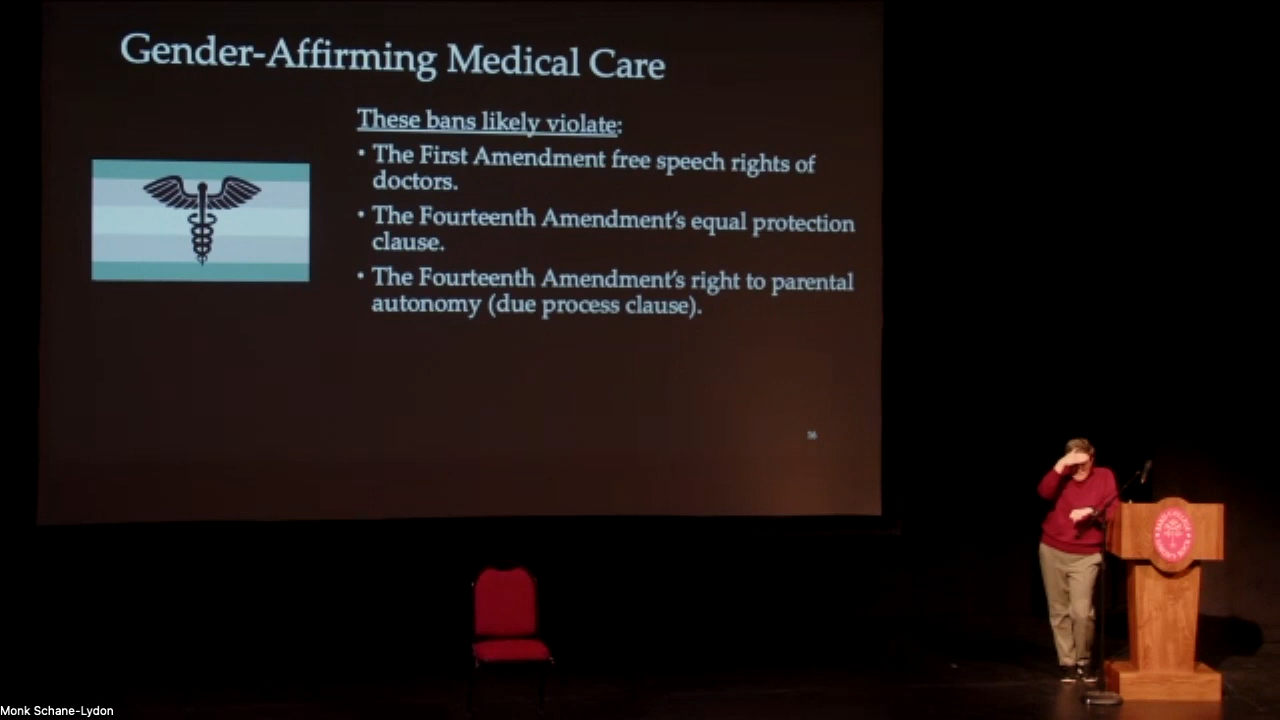 Gender-Affirming Medical Care
These bans likely violate:
• The First Amendment free speech rights of
doctors.
• The Fourteenth Amendment's equal protection
clause.
• The Fourteenth Amendment's right to parental
autonomy (due process clause).
Monk Schane-Lydon